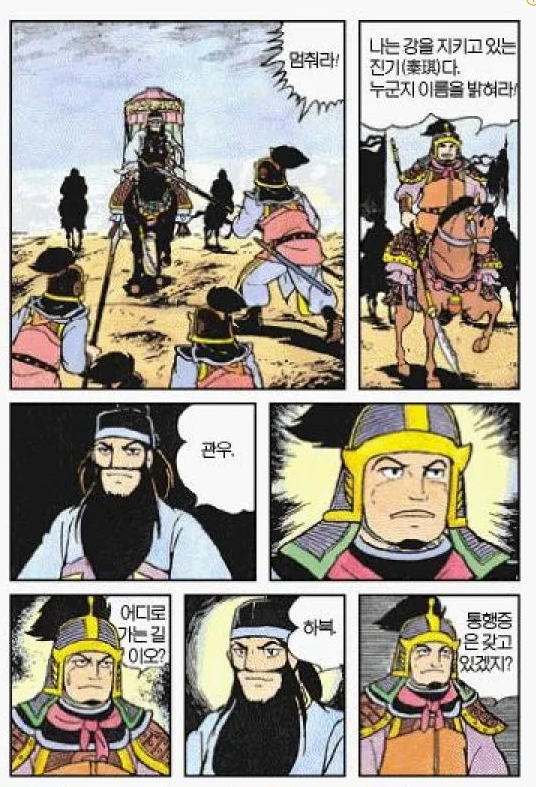 멈춰라!
나는 강을 지키고 있는
진기(秦琪)다.
누군지 이름을 밝혀라!
관우.
어디로
가는 길
이오?
하북.
통행증
은 갖고
있겠지?